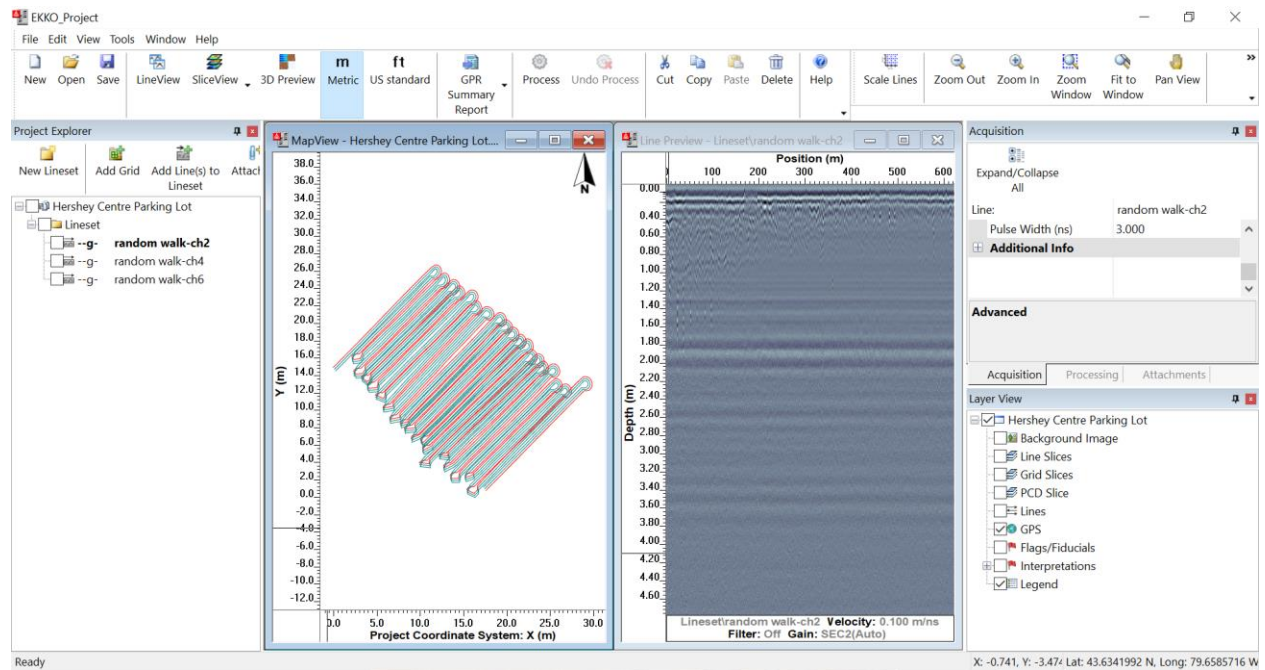 EKKO_Project
File Edit View Tools Window Help
New Open Save LineView SliceView 3D Preview Metric US standard GPR Summary Report Process Undo Process Cut Copy Paste Delete Help Scale Lines Zoom Out Zoom In Zoom Window Fit to Window Pan View
m ft
Project Explorer
New Lineset Add Grid Add Line(s) to Lineset Attach
Hershey Centre Parking Lot
Lineset
--g- random walk-ch2
--g- random walk-ch4
--g- random walk-ch6
MapView - Hershey Centre Parking Lot....
N
38.0
36.0
34.0
32.0
30.0
28.0
26.0
24.0
22.0
20.0
18.0
16.0
14.0
12.0
10.0
8.0
6.0
4.0
2.0
0.0
-2.0
-4.0
-6.0
-8.0
-10.0
-12.0
Y (m)
0.0 5.0 10.0 15.0 20.0 25.0 30.0
Project Coordinate System: X (m)
Line Preview - Lineset\random walk-ch2
Position (m)
100 200 300 400 500 600
0.00
0.40
0.60
0.80
1.00
1.20
1.40
1.60
1.80
2.00
2.20
2.40
2.60
2.80
3.00
3.20
3.40
3.60
3.80
4.00
4.20
4.40
4.60
Depth (m)
Lineset\random walk-ch2 Velocity: 0.100 m/ns
Filter: Off Gain: SEC2(Auto)
Acquisition
Expand/Collapse
All
Line: random walk-ch2
Pulse Width (ns) 3.000
Additional Info
Advanced
Acquisition Processing Attachments
Layer View
Hershey Centre Parking Lot
Background Image
Line Slices
Grid Slices
PCD Slice
Lines
GPS
Flags/Fiducials
Interpretations
Legend
Ready
X: -0.741, Y: -3.474 Lat: 43.6341992 N, Long: 79.6585716 W